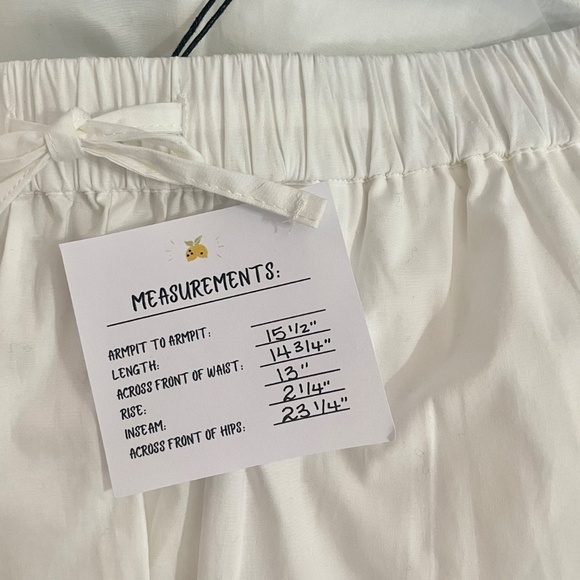 MEASUREMENTS:
ARMPIT TO ARMPIT:
LENGTH: 15 1/2"
ACROSS FRONT OF WAIST: 14 3/4"
RISE: 13"
INSEAM: 2 1/4"
ACROSS FRONT OF HIPS: 23 1/4"